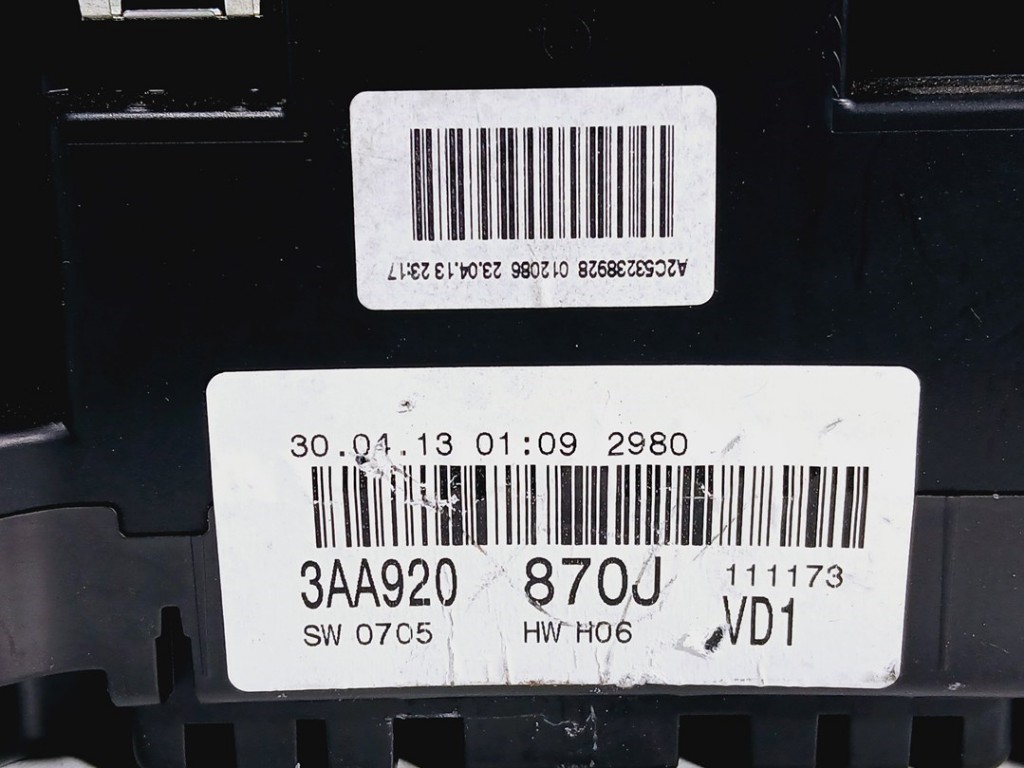 A2C53238928 012086 23.04.13 23:17
30.04.13 01:09 2980
3AA920 870J 111173
SW 0705 HW H06 VD1